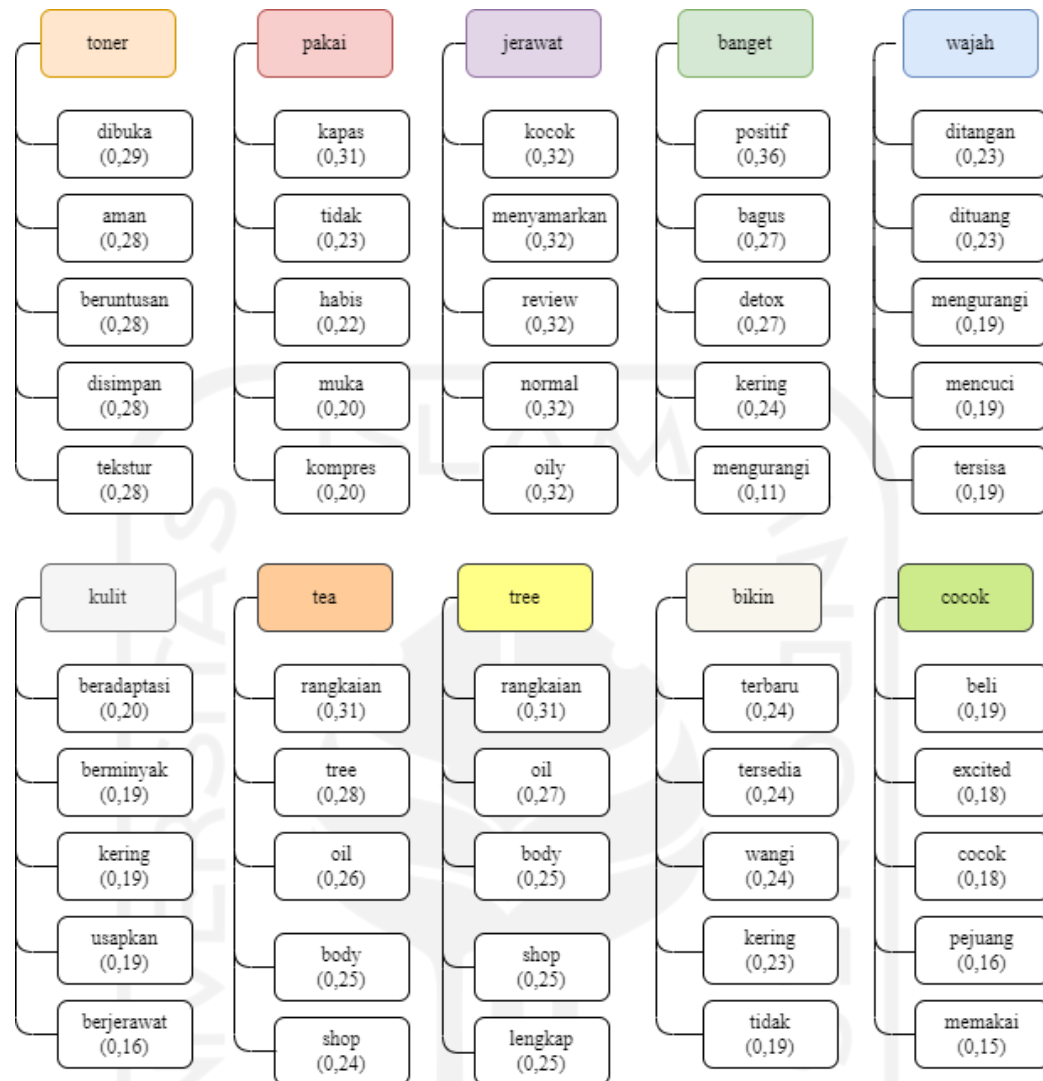 toner
dibuka
(0,29)
aman
(0,28)
beruntusan
(0,28)
disimpan
(0,28)
tekstur
(0,28)
pakai
kapas
(0,31)
tidak
(0,23)
habis
(0,22)
muka
(0,20)
kompres
(0,20)
jerawat
kocok
(0,32)
menyamarkan
(0,32)
review
(0,32)
normal
(0,32)
oily
(0,32)
banget
positif
(0,36)
bagus
(0,27)
detox
(0,27)
kering
(0,24)
mengurangi
(0,11)
wajah
ditangan
(0,23)
dituang
(0,23)
mengurangi
(0,19)
mencuci
(0,19)
tersisa
(0,19)
kulit
beradaptasi
(0,20)
berminyak
(0,19)
kering
(0,19)
usapkan
(0,19)
berjerawat
(0,16)
tea
rangkaian
(0,31)
tree
(0,28)
oil
(0,26)
body
(0,25)
shop
(0,24)
tree
rangkaian
(0,31)
oil
(0,27)
body
(0,25)
shop
(0,25)
lengkap
(0,25)
bikin
terbaru
(0,24)
tersedia
(0,24)
wangi
(0,24)
kering
(0,23)
tidak
(0,19)
cocok
beli
(0,19)
excited
(0,18)
cocok
(0,18)
pejuang
(0,16)
memakai
(0,15)
ISLAM